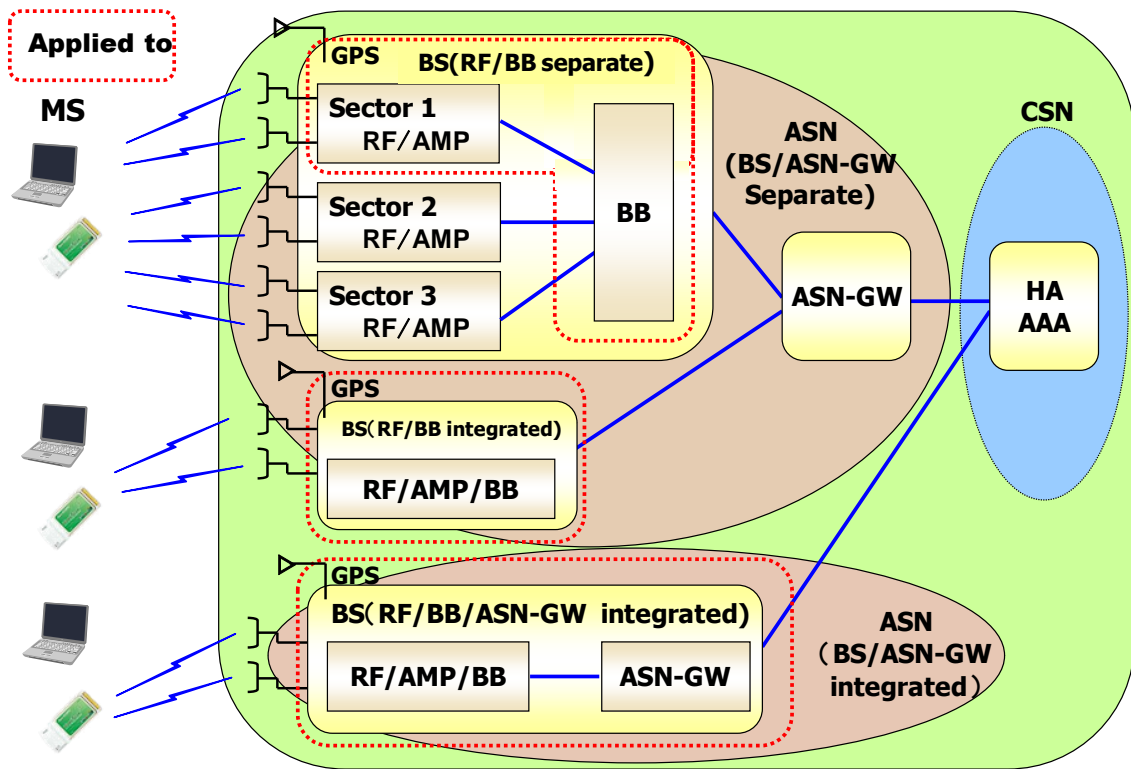 Applied to
MS
GPS
BS(RF/BB separate)
Sector 1
RF/AMP
Sector 2
RF/AMP
Sector 3
RF/AMP
BB
ASN
(BS/ASN-GW
Separate)
ASN-GW
CSN
HA
AAA
GPS
BS(RF/BB integrated)
RF/AMP/BB
GPS
BS(RF/BB/ASN-GW integrated)
RF/AMP/BB
ASN-GW
ASN
(BS/ASN-GW
integrated)